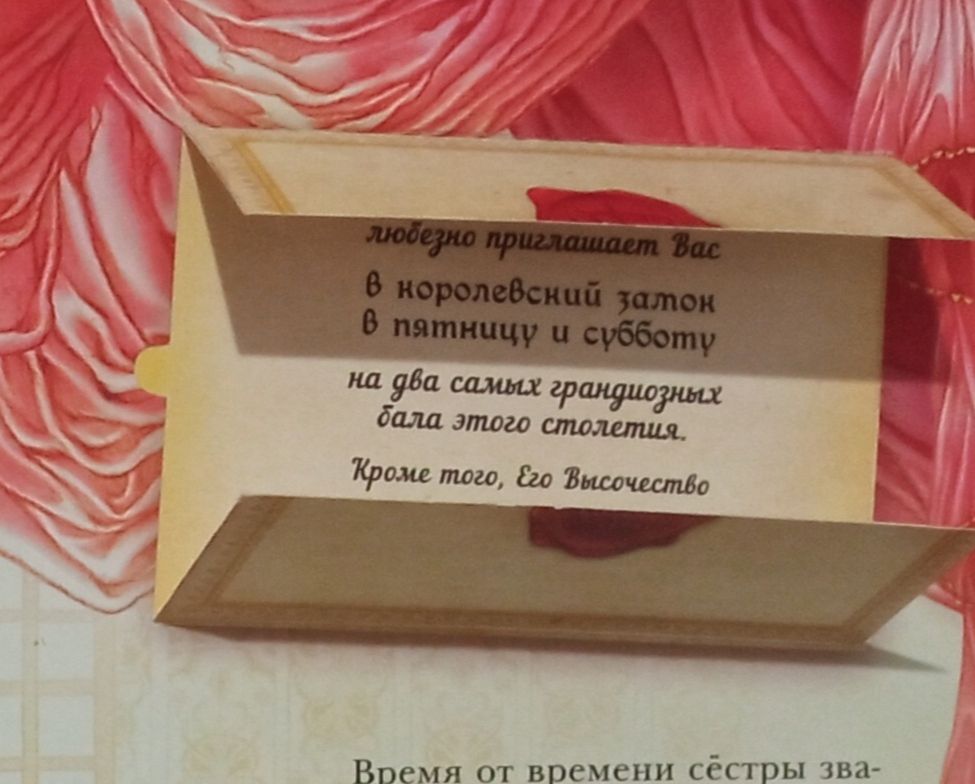 любезно приглашает Вас
в королевский замок
в пятницу и субботу
на два самых грандиозных
бала этого столетия.
Кроме того, Его Высочество
Время от времени сёстры зва-